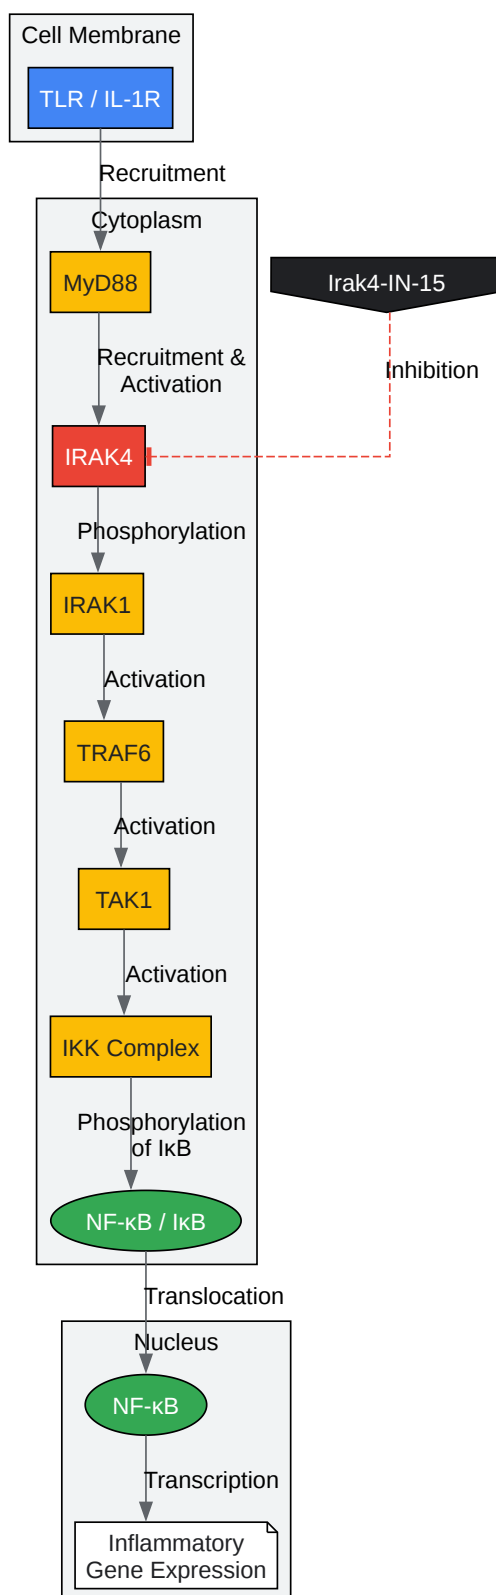 Cell Membrane
TLR / IL-1R
Recruitment
Cytoplasm
MyD88
Irak4-IN-15
Recruitment &
Activation
Inhibition
IRAK4
Phosphorylation
IRAK1
Activation
TRAF6
Activation
TAK1
Activation
IKK Complex
Phosphorylation
of IκB
NF-κB / IκB
Translocation
Nucleus
NF-κB
Transcription
Inflammatory
Gene Expression